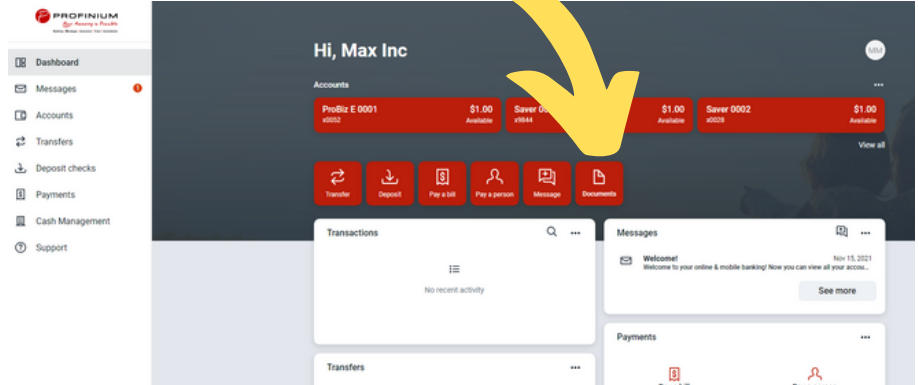 PROFINIUM
Dashboard
Messages
Accounts
Transfers
Deposit checks
Payments
Cash Management
Support
Hi, Max Inc
MM
Accounts
ProBiz E 0001
$1.00
x0052
Available
Saver
$1.00
x9844
Available
Saver 0002
$1.00
x0028
Available
View all
Transfer
Deposit
Pay a bill
Pay a person
Message
Documents
Transactions
No recent activity
Messages
Welcome!
Nov 15, 2021
Welcome to your online & mobile banking! Now you can view all your accou...
See more
Payments
Transfers